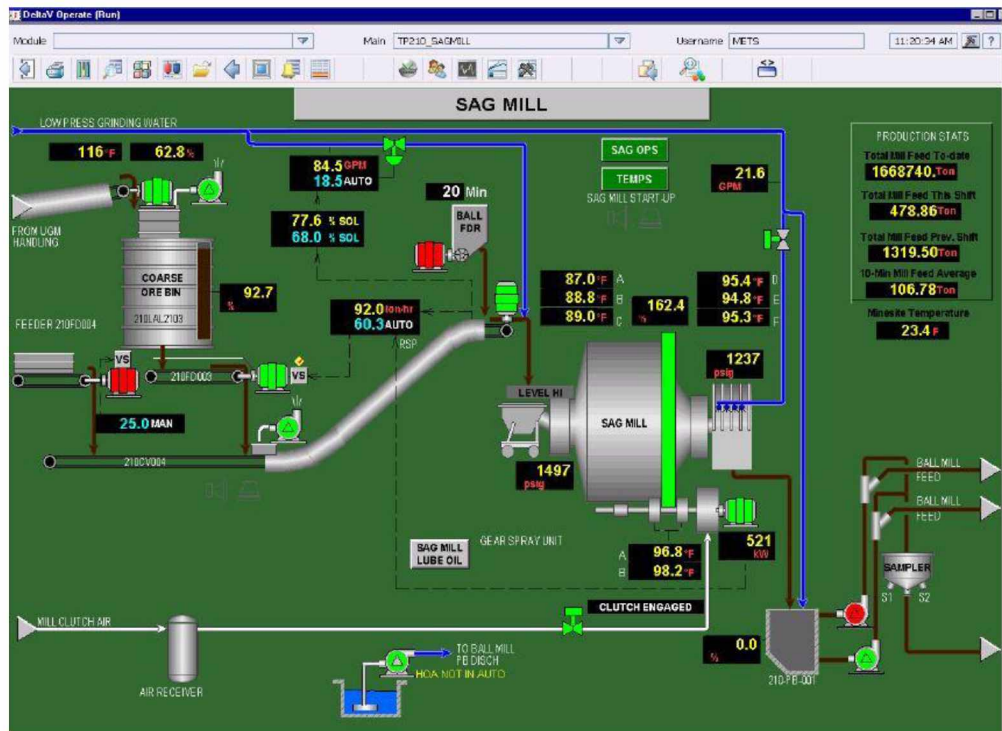 DeltaV Operate (Run)
Module
Main TP210_SAGMILL
Username METS
11:20:34 AM
?
SAG MILL
LOW PRESS GRINDING WATER
116 °F 62.8 %
84.5 GPM
18.5 AUTO
77.6 % SOL
68.0 % SOL
20 Min
BALL
FDR
SAG OPS
TEMPS
SAG MILL START-UP
21.6
GPM
PRODUCTION STATS
Total Mill Feed To-date
1668740. Ton
Total Mill Feed This Shift
478.86 Ton
Total Mill Feed Prev. Shift
1319.50 Ton
10-Min Mill Feed Average
106.78 Ton
Minesite Temperature
23.4 F
FROM UGM
HANDLING
COARSE
ORE BIN
210LAL2103
92.7
%
92.0 ton-hr
60.3 AUTO
RSP
87.0 °F A
88.8 °F B
89.0 °F C
162.4
%
95.4 °F D
94.8 °F E
95.3 °F F
FEEDER 210FD004
VS
210FD003
VS
25.0 MAN
210CV004
LEVEL HI
SAG MILL
1237
psig
1497
psig
GEAR SPRAY UNIT
SAG MILL
LUBE OIL
A 96.8 °F
B 98.2 °F
521
kW
BALL MILL
FEED
BALL MILL
FEED
SAMPLER
S1 S2
CLUTCH ENGAGED
MILL CLUTCH AIR
AIR RECEIVER
TO BALL MILL
PB DISCH
HOA NOT IN AUTO
0.0
%
210-PB-001